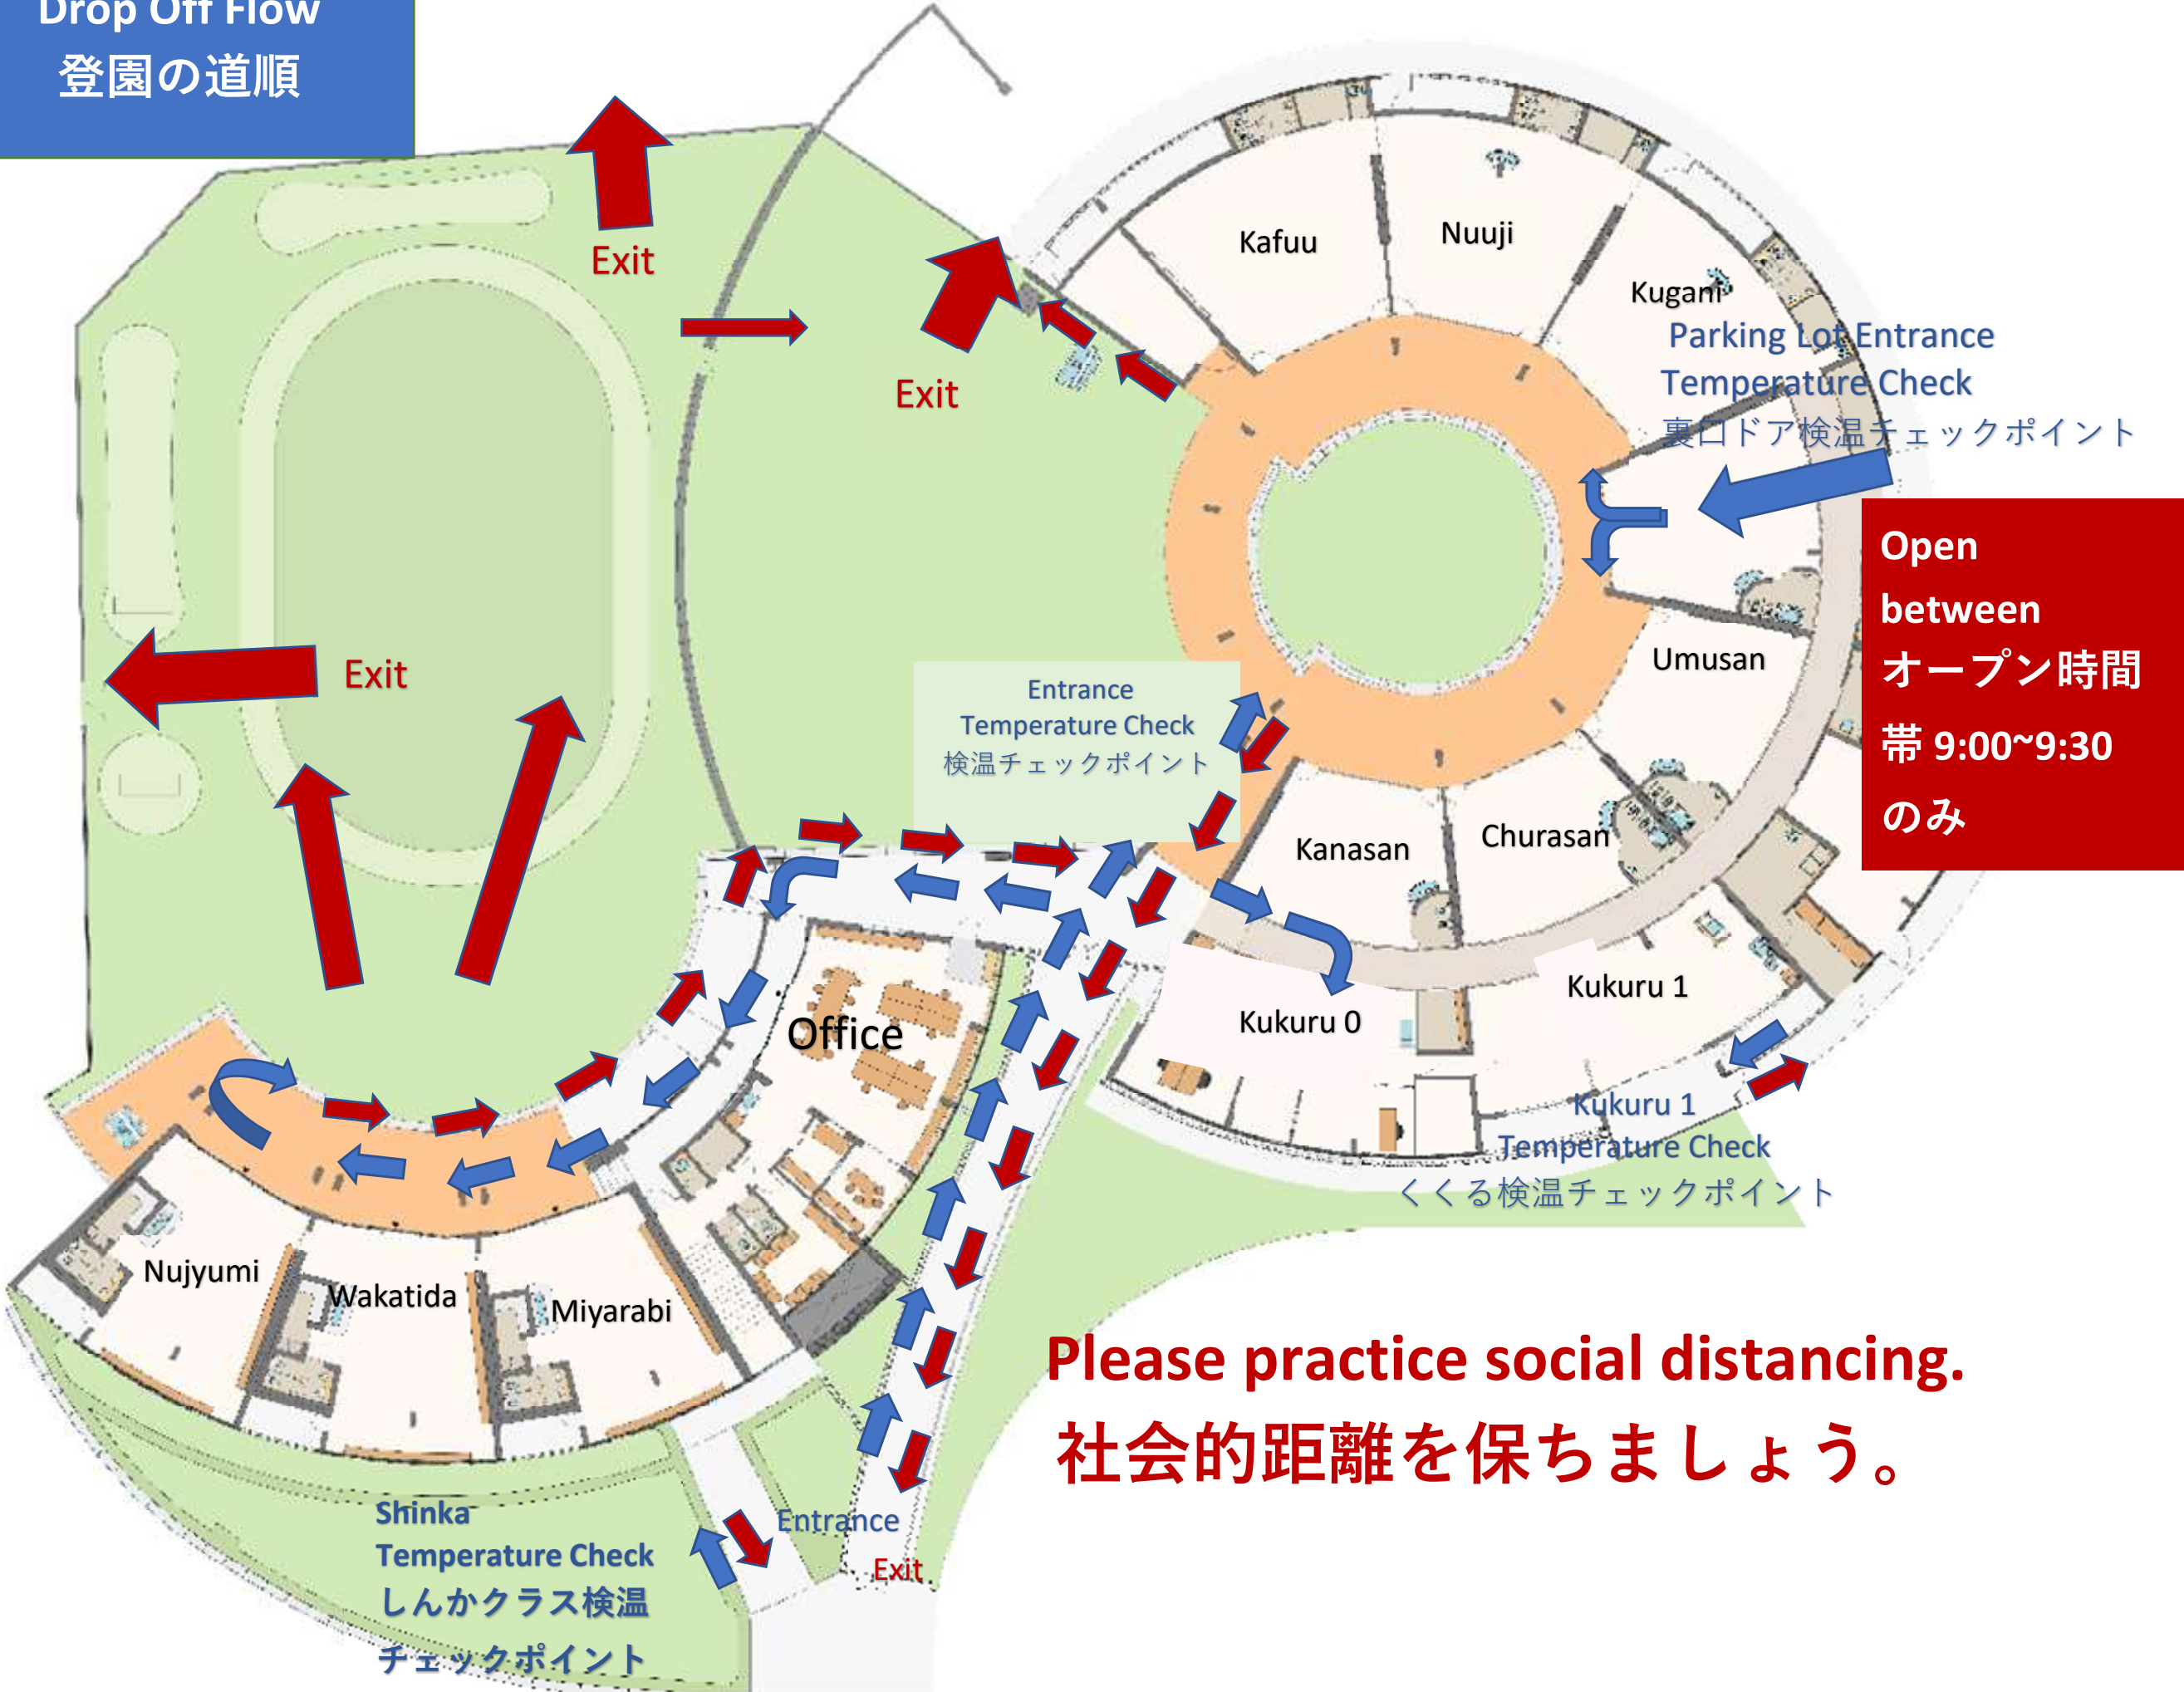 Drop Off Flow
登園の道順
Exit
Exit
Exit
Kafuu
Nuuji
Kugani
Parking Lot Entrance
Temperature Check
裏口ドア検温チェックポイント
Open
between
オープン時間
帯 9:00~9:30
のみ
Umusan
Entrance
Temperature Check
検温チェックポイント
Kanasan
Churasan
Kukuru 0
Kukuru 1
Office
Kukuru 1
Temperature Check
くくる検温チェックポイント
Nujyumi
Wakatida
Miyarabi
Please practice social distancing.
社会的距離を保ちましょう。
Shinka
Temperature Check
しんかクラス検温
チェックポイント
Entrance
Exit